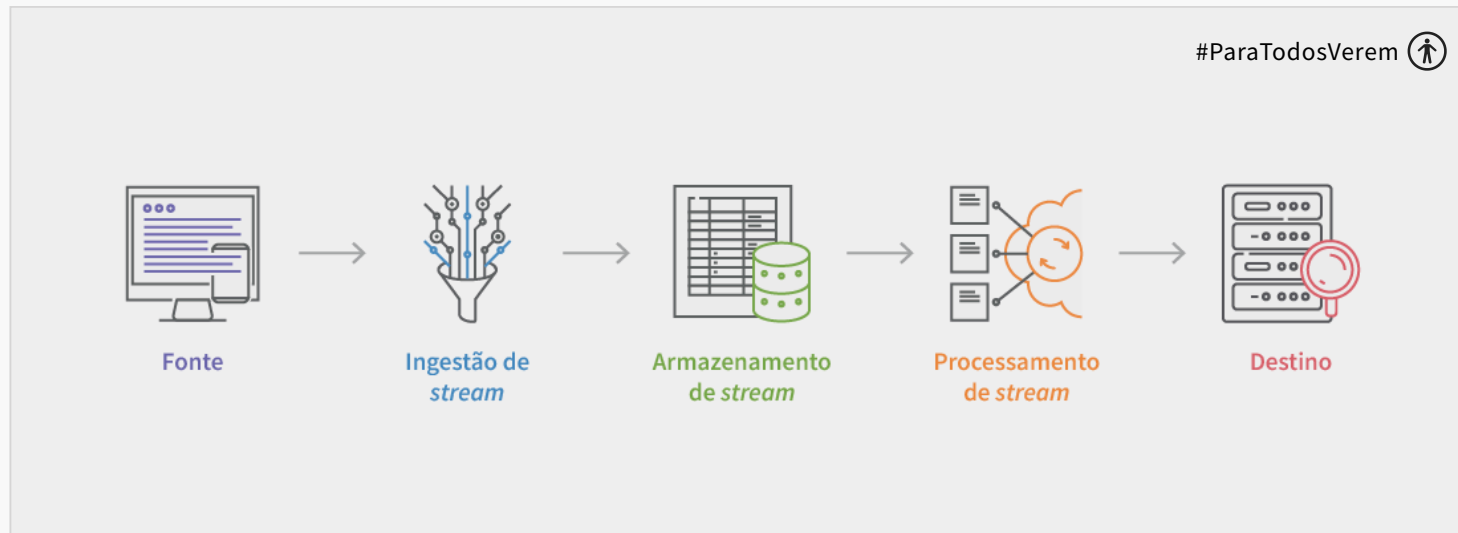 #ParaTodosVerem
Fonte
Ingestão de
stream
Armazenamento
de stream
Processamento
de stream
Destino